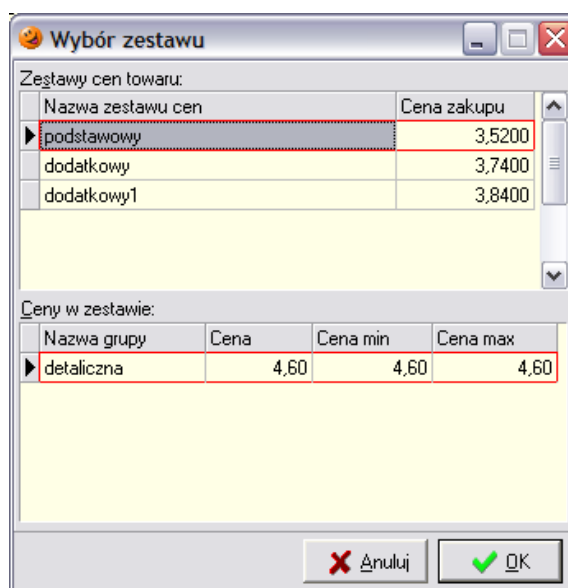 Wybór zestawu
Zestawy cen towaru:
Nazwa zestawu cen Cena zakupu
podstawowy 3,5200
dodatkowy 3,7400
dodatkowy1 3,8400
Ceny w zestawie:
Nazwa grupy Cena Cena min Cena max
detaliczna 4,60 4,60 4,60
Anuluj OK